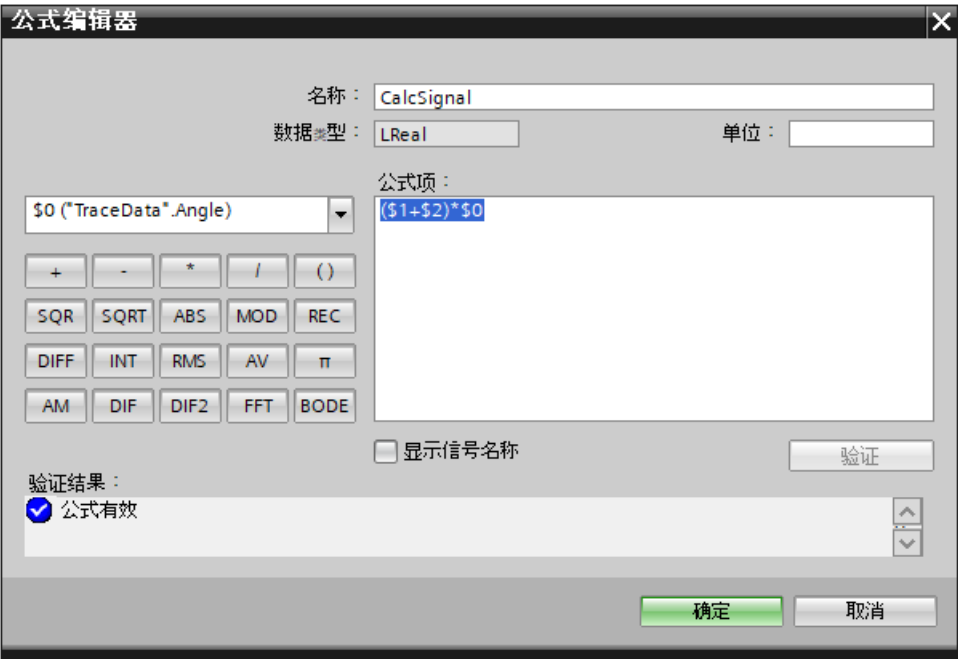 公式编辑器
名称： CalcSignal
数据类型： LReal 单位：
公式项：
$0 ("TraceData".Angle) ($1+$2)*$0
+ - * / ()
SQR SQRT ABS MOD REC
DIFF INT RMS AV π
AM DIF DIF2 FFT BODE
显示信号名称 验证
验证结果：
公式有效
确定 取消